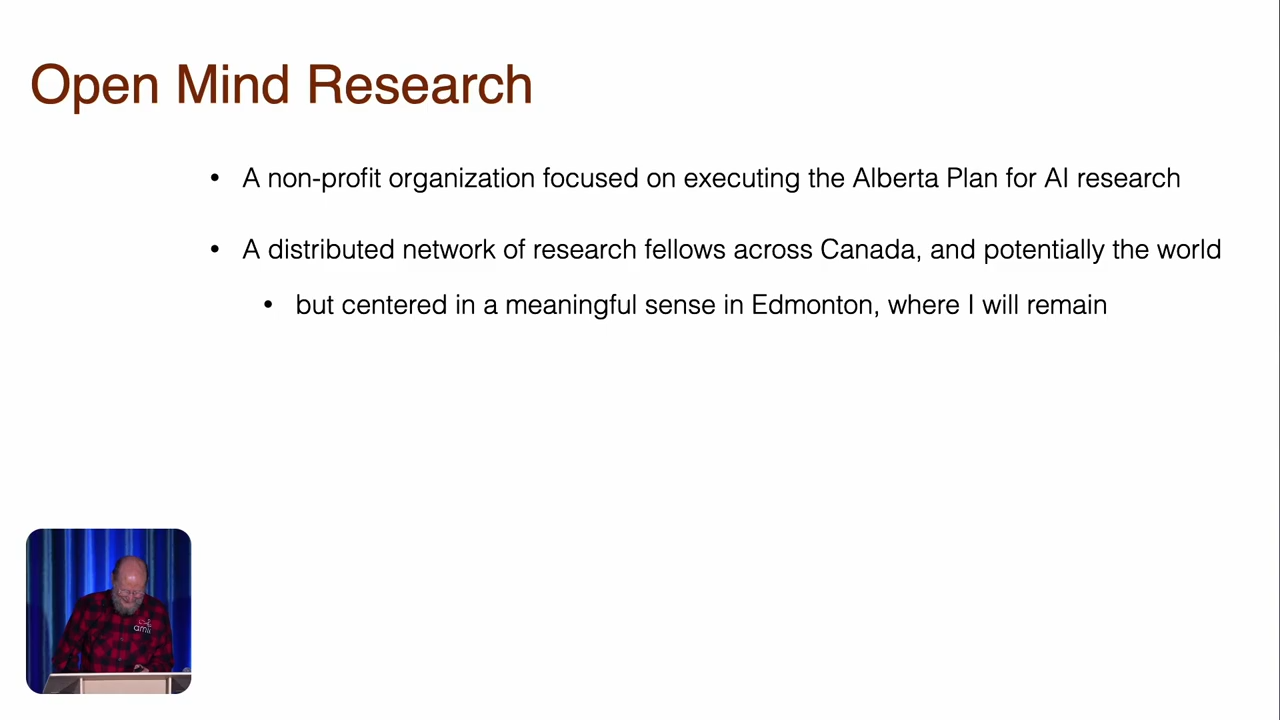 Open Mind Research
• A non-profit organization focused on executing the Alberta Plan for AI research
• A distributed network of research fellows across Canada, and potentially the world
• but centered in a meaningful sense in Edmonton, where I will remain
amii